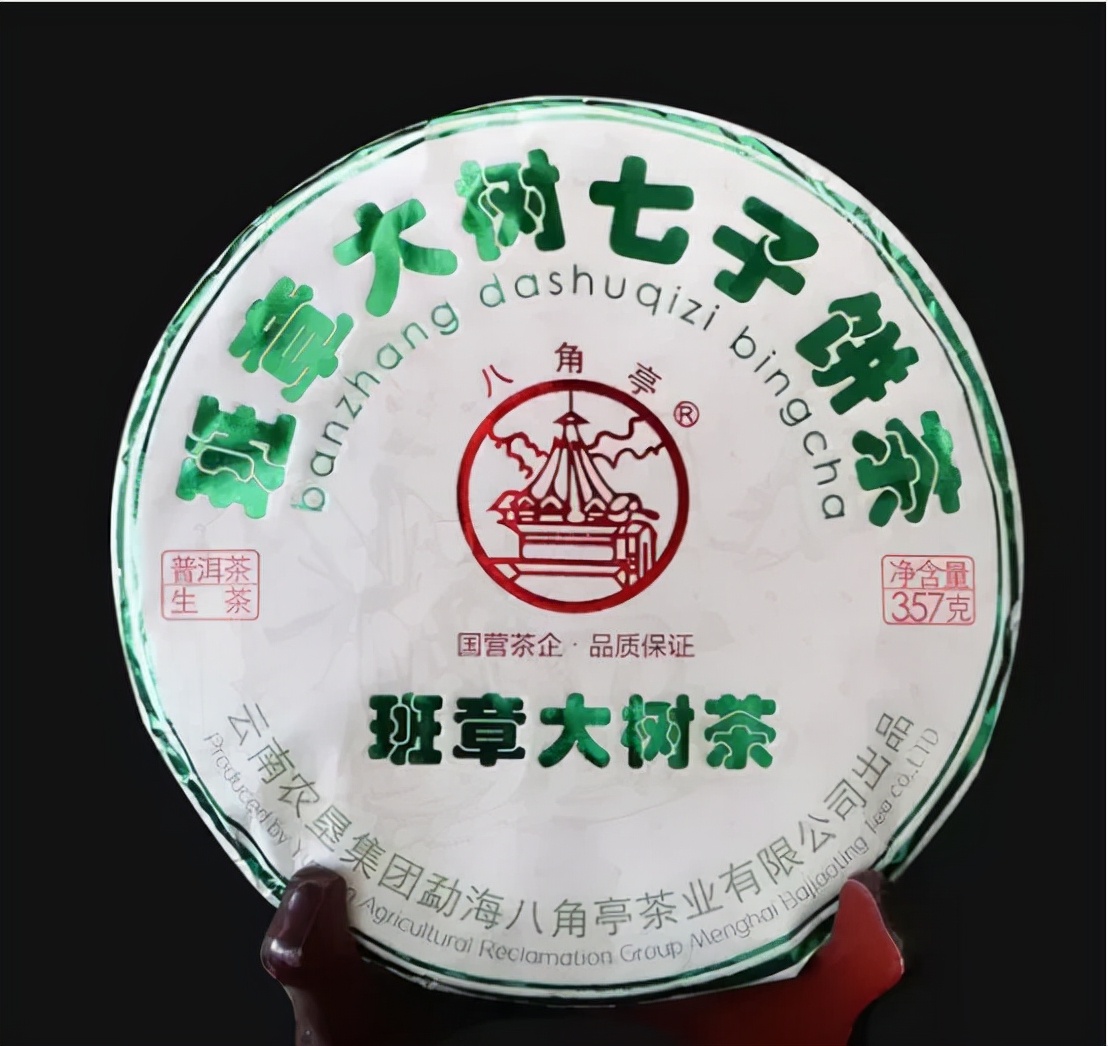 班章大树七子饼茶
banzhang dashuqizi bingcha
八角亭®
普洱茶
生茶
净含量
357克
国营茶企·品质保证
班章大树茶
云南农垦集团勐海八角亭茶业有限公司出品
Produced by Agricultural Reclamation Group Menghai Bajiaoting Tea co.,LTD